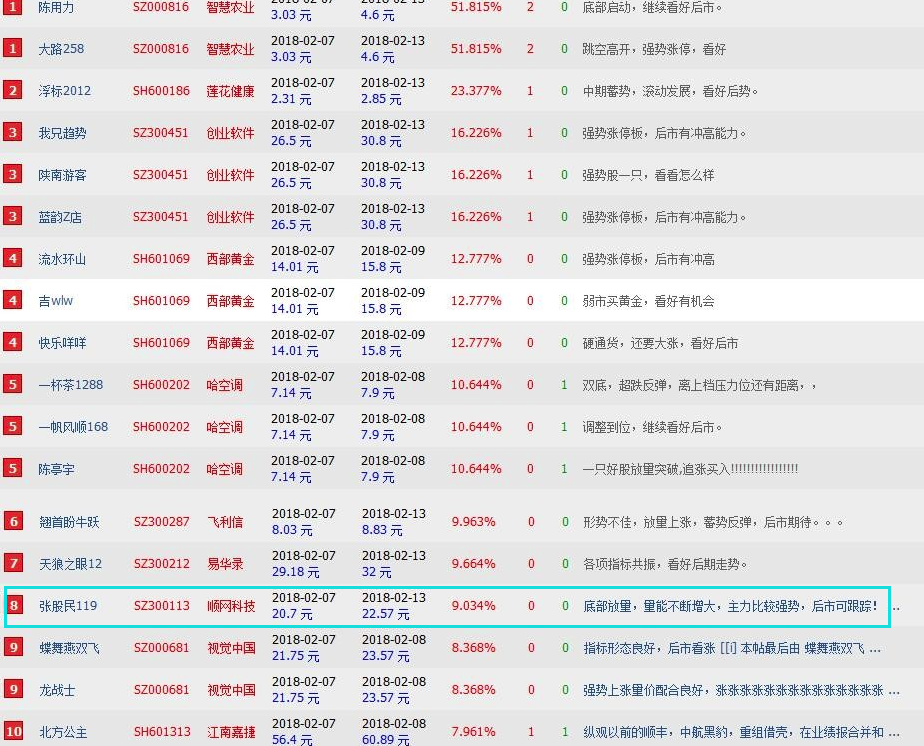 1 陈用力 SZ000816 智慧农业 2018-02-07 2018-02-13 51.815% 2 0 底部启动，继续看好后市。
3.03 元 4.6 元
1 大路258 SZ000816 智慧农业 2018-02-07 2018-02-13 51.815% 2 0 跳空高开，强势涨停，看好
3.03 元 4.6 元
2 浮标2012 SH600186 莲花健康 2018-02-07 2018-02-13 23.377% 1 0 中期蓄势，滚动发展，看好后势。
2.31 元 2.85 元
3 我兄趋势 SZ300451 创业软件 2018-02-07 2018-02-13 16.226% 1 0 强势涨停板，后市有冲高能力。
26.5 元 30.8 元
3 陕南游客 SZ300451 创业软件 2018-02-07 2018-02-13 16.226% 1 0 强势股一只，看看怎么样
26.5 元 30.8 元
3 蓝韵Z店 SZ300451 创业软件 2018-02-07 2018-02-13 16.226% 1 0 强势涨停板，后市有冲高能力。
26.5 元 30.8 元
4 流水环山 SH601069 西部黄金 2018-02-07 2018-02-09 12.777% 0 0 强势涨停板，后市有冲高
14.01 元 15.8 元
4 吉wlw SH601069 西部黄金 2018-02-07 2018-02-09 12.777% 0 0 弱市买黄金，看好有机会
14.01 元 15.8 元
4 快乐咩咩 SH601069 西部黄金 2018-02-07 2018-02-09 12.777% 0 0 硬通货，还要大涨，看好后市
14.01 元 15.8 元
5 一杯茶1288 SH600202 哈空调 2018-02-07 2018-02-08 10.644% 0 1 双底，超跌反弹，离上档压力位还有距离，，
7.14 元 7.9 元
5 一帆风顺168 SH600202 哈空调 2018-02-07 2018-02-08 10.644% 0 1 调整到位，继续看好后市。
7.14 元 7.9 元
5 陈亭宇 SH600202 哈空调 2018-02-07 2018-02-08 10.644% 0 1 一只好股放量突破,追涨买入!!!!!!!!!!!!!!!!!
7.14 元 7.9 元
6 翘首盼牛跃 SZ300287 飞利信 2018-02-07 2018-02-13 9.963% 0 0 形势不佳，放量上涨，蓄势反弹，后市期待。。。
8.03 元 8.83 元
7 天狼之眼12 SZ300212 易华录 2018-02-07 2018-02-13 9.664% 0 0 各项指标共振，看好后期走势。
29.18 元 32 元
8 张股民119 SZ300113 顺网科技 2018-02-07 2018-02-13 9.034% 0 0 底部放量，量能不断增大，主力比较强势，后市可跟踪！ ...
20.7 元 22.57 元
9 蝶舞燕双飞 SZ000681 视觉中国 2018-02-07 2018-02-08 8.368% 0 0 指标形态良好，后市看涨 [[i] 本帖最后由 蝶舞燕双飞 ...
21.75 元 23.57 元
9 龙战士 SZ000681 视觉中国 2018-02-07 2018-02-08 8.368% 0 0 强势上涨量价配合良好，涨涨涨涨涨涨涨涨涨涨涨涨涨涨 ...
21.75 元 23.57 元
10 北方公主 SH601313 江南嘉捷 2018-02-07 2018-02-08 7.961% 1 1 纵观以前的顺丰，中航黑豹，重组借壳，在业绩报合并和 ...
56.4 元 60.89 元